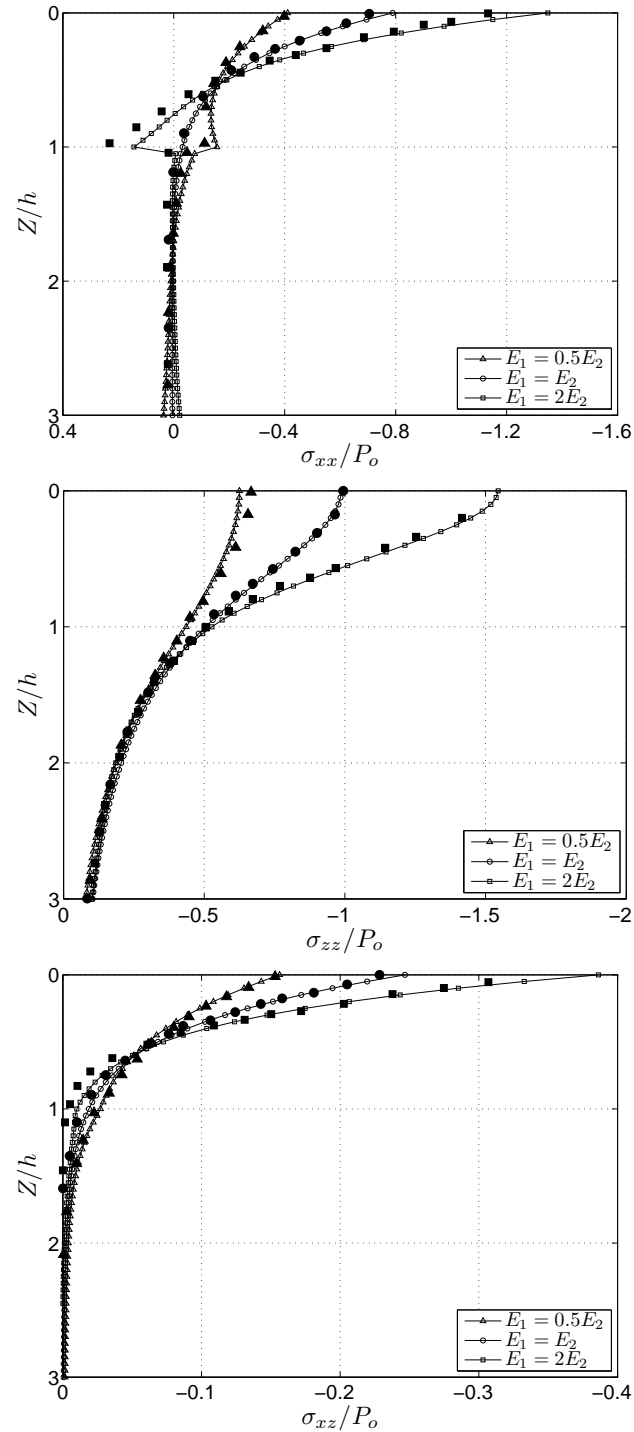 0
1
2
3
Z/h
0.4
0
−0.4
−0.8
−1.2
−1.6
σxx/Po
E1 = 0.5E2
E1 = E2
E1 = 2E2
0
1
2
3
Z/h
0
-0.5
-1
-1.5
-2
σzz/Po
E1 = 0.5E2
E1 = E2
E1 = 2E2
0
1
2
3
Z/h
0
−0.1
−0.2
−0.3
−0.4
σxz/Po
E1 = 0.5E2
E1 = E2
E1 = 2E2